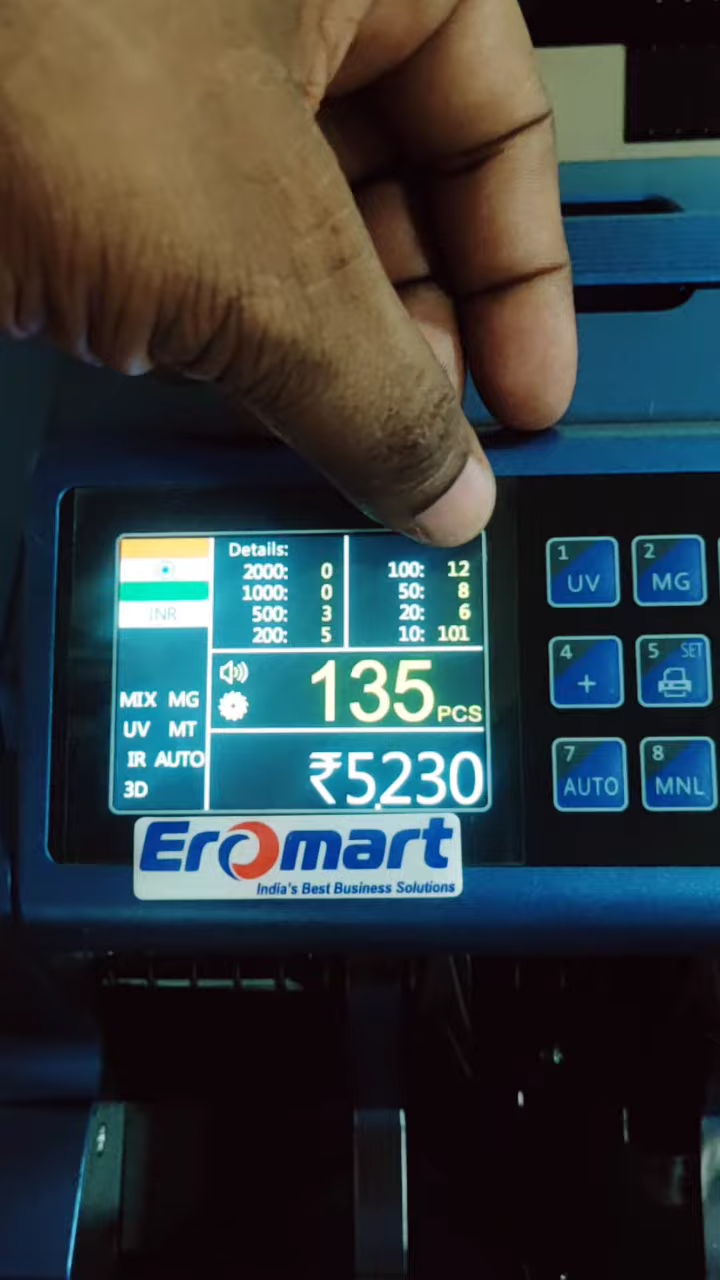 INR
MIX MG
UV MT
IR AUTO
3D
Details:
2000: 0
1000: 0
500: 3
200: 5
100: 12
50: 8
20: 6
10: 101
135 PCS
₹5,230
1 UV
2 MG
4 +
5 SET
7 AUTO
8 MNL
Eromart
India's Best Business Solutions